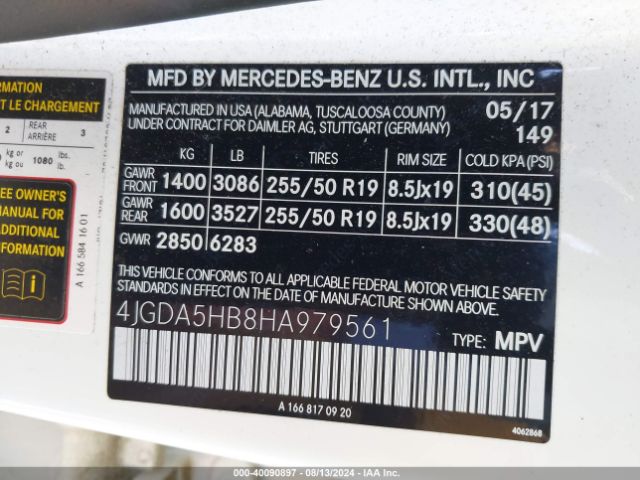 MFD BY MERCEDES-BENZ U.S. INTL., INC
MANUFACTURED IN USA (ALABAMA, TUSCALOOSA COUNTY) 05/17
UNDER CONTRACT FOR DAIMLER AG, STUTTGART (GERMANY) 149
KG LB TIRES RIM SIZE COLD KPA (PSI)
GAWR FRONT 1400 3086 255/50 R19 8.5Jx19 310(45)
GAWR REAR 1600 3527 255/50 R19 8.5Jx19 330(48)
GVWR 2850 6283
THIS VEHICLE CONFORMS TO ALL APPLICABLE FEDERAL MOTOR VEHICLE SAFETY
STANDARDS IN EFFECT ON THE DATE OF MANUFACTURE SHOWN ABOVE.
4JGDA5HB8HA979561 TYPE: MPV
A 166 817 09 20
4062868
LE CHARGEMENT
2 REAR ARRIÈRE 3
kg or kg ou 1080 lbs. lb.
OWNER'S
MANUAL FOR
INFORMATION
A 166 584 16 01
000-40090897 - 08/13/2024 - IAA, Inc.